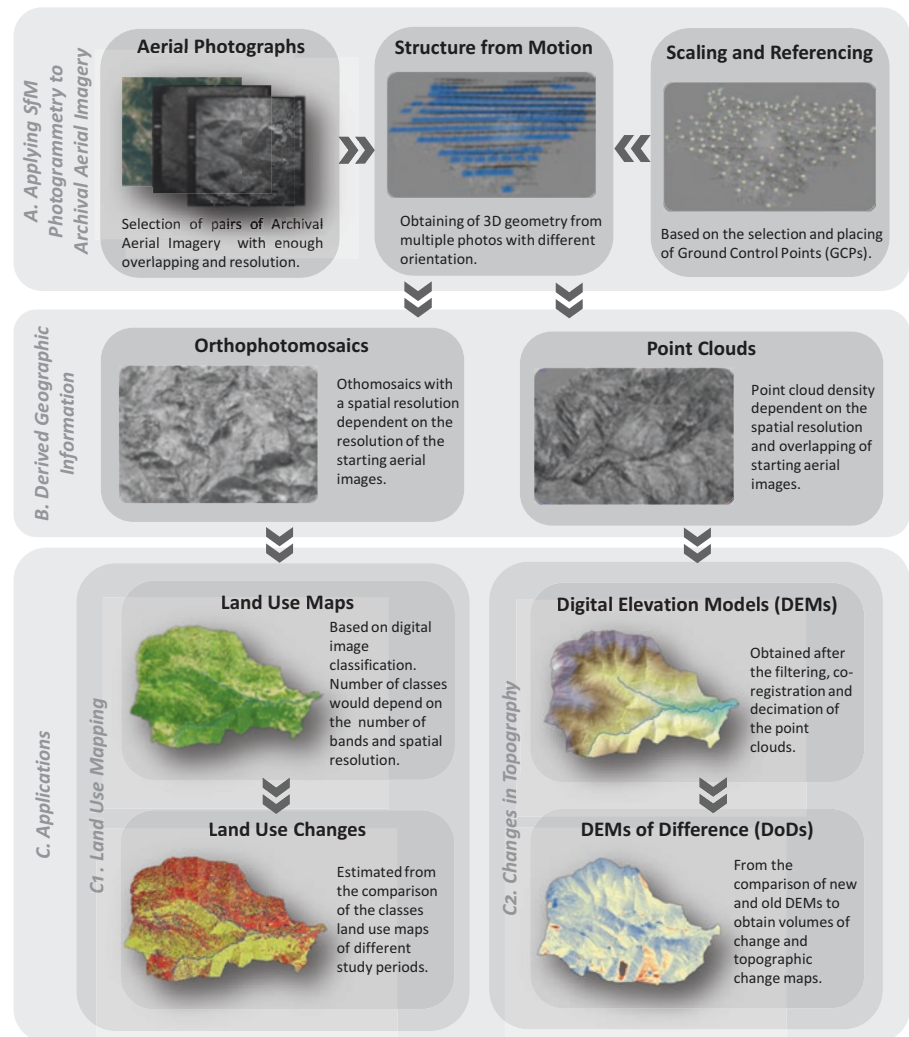 A. Applying SfM
Photogrammetry to
Archival Aerial Imagery
Aerial Photographs
Selection of pairs of Archival
Aerial Imagery with enough
overlapping and resolution.
Structure from Motion
Obtaining of 3D geometry from
multiple photos with different
orientation.
Scaling and Referencing
Based on the selection and placing
of Ground Control Points (GCPs).
B. Derived Geographic
Information
Orthophotomosaics
Othomosaics with
a spatial resolution
dependent on the
resolution of the
starting aerial
images.
Point Clouds
Point cloud density
dependent on the
spatial resolution
and overlapping of
starting aerial
images.
C. Applications
C1. Land Use Mapping
Land Use Maps
Based on digital
image
classification.
Number of classes
would depend on
the number of
bands and spatial
resolution.
Land Use Changes
Estimated from
the comparison
of the classes
land use maps
of different
study periods.
C2. Changes in Topography
Digital Elevation Models (DEMs)
Obtained after
the filtering, co-
registration and
decimation of
the point
clouds.
DEMs of Difference (DoDs)
From the
comparison of new
and old DEMs to
obtain volumes of
change and
topographic
change maps.